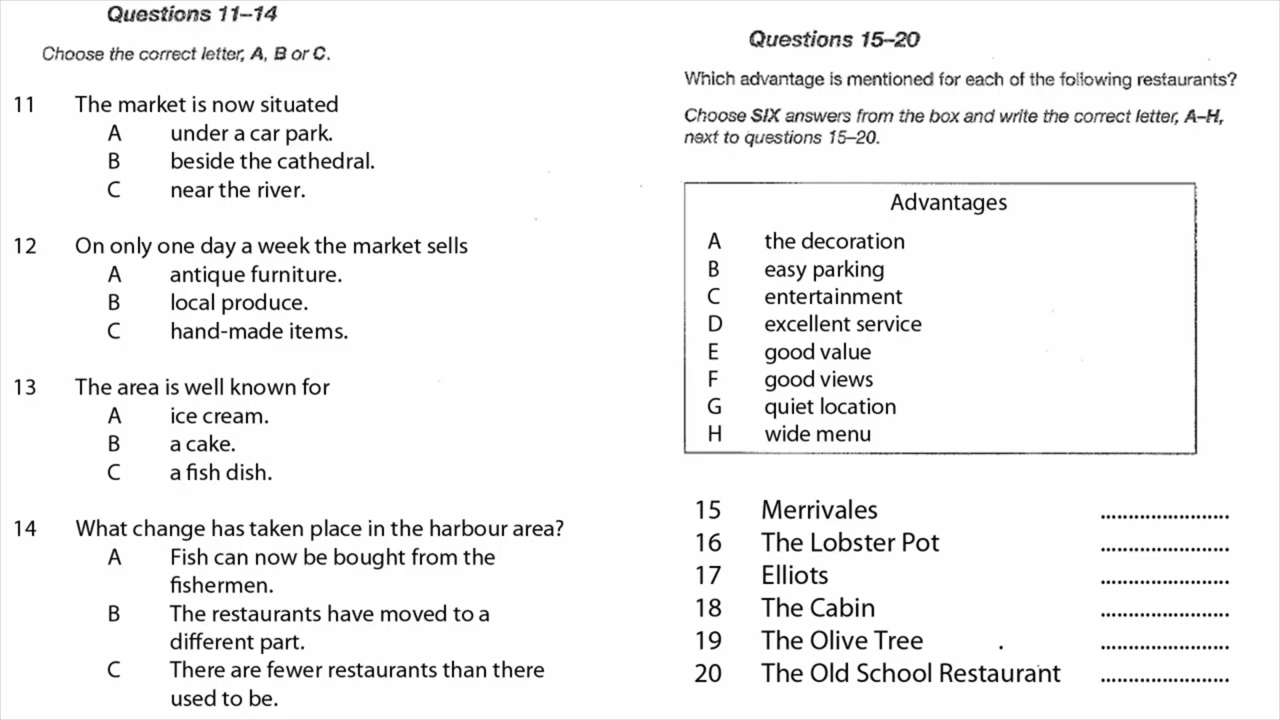 Questions 11–14
Choose the correct letter, A, B or C.
11 The market is now situated
A under a car park.
B beside the cathedral.
C near the river.
12 On only one day a week the market sells
A antique furniture.
B local produce.
C hand-made items.
13 The area is well known for
A ice cream.
B a cake.
C a fish dish.
14 What change has taken place in the harbour area?
A Fish can now be bought from the
fishermen.
B The restaurants have moved to a
different part.
C There are fewer restaurants than there
used to be.
Questions 15–20
Which advantage is mentioned for each of the following restaurants?
Choose SIX answers from the box and write the correct letter, A–H,
next to questions 15–20.
Advantages
A the decoration
B easy parking
C entertainment
D excellent service
E good value
F good views
G quiet location
H wide menu
15 Merrivales ........................
16 The Lobster Pot ........................
17 Elliots ........................
18 The Cabin ........................
19 The Olive Tree ........................
20 The Old School Restaurant ........................